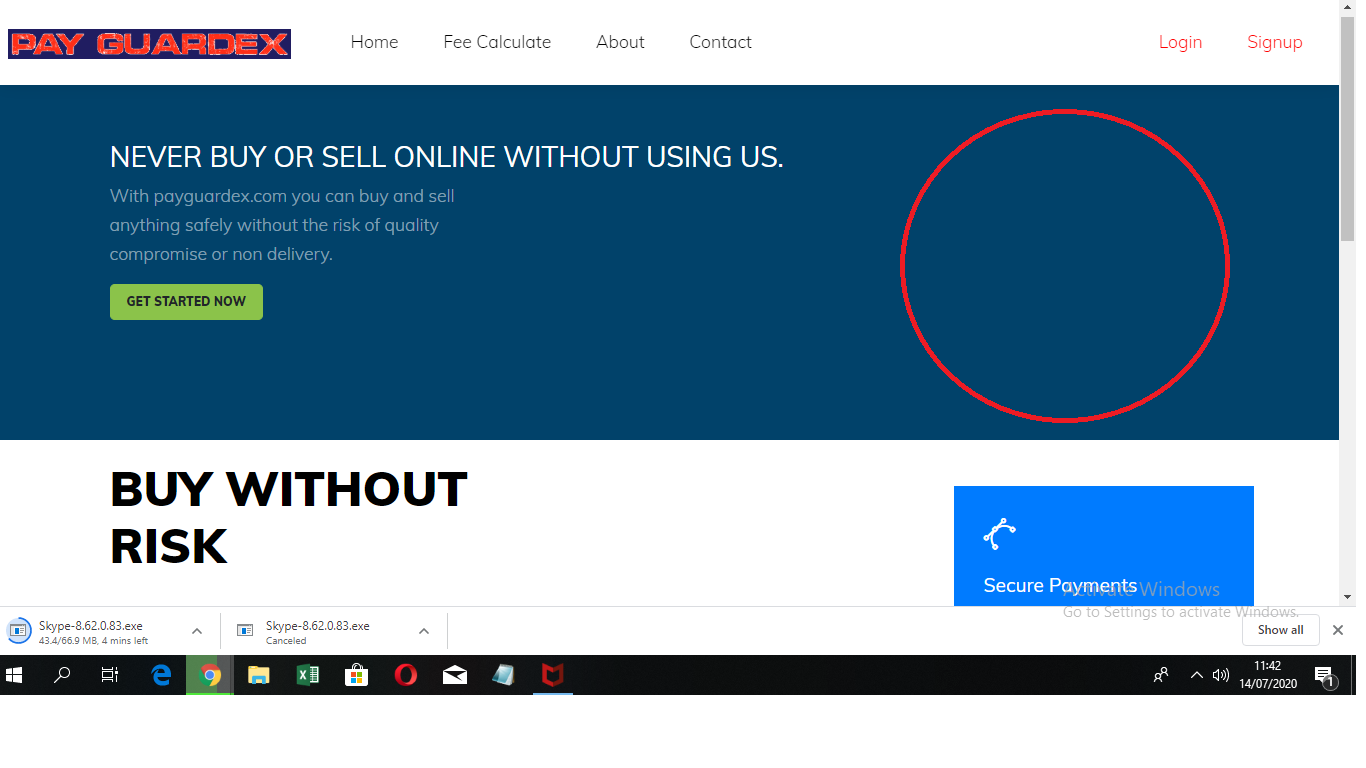 PAY GUARDEX
Home Fee Calculate About Contact Login Signup
NEVER BUY OR SELL ONLINE WITHOUT USING US.
With payguardex.com you can buy and sell
anything safely without the risk of quality
compromise or non delivery.
GET STARTED NOW
BUY WITHOUT
RISK
Secure Payments
Activate Windows
Go to Settings to activate Windows.
Skype-8.62.0.83.exe
43.4/66.9 MB, 4 mins left
Skype-8.62.0.83.exe
Canceled
Show all
11:42
14/07/2020
1